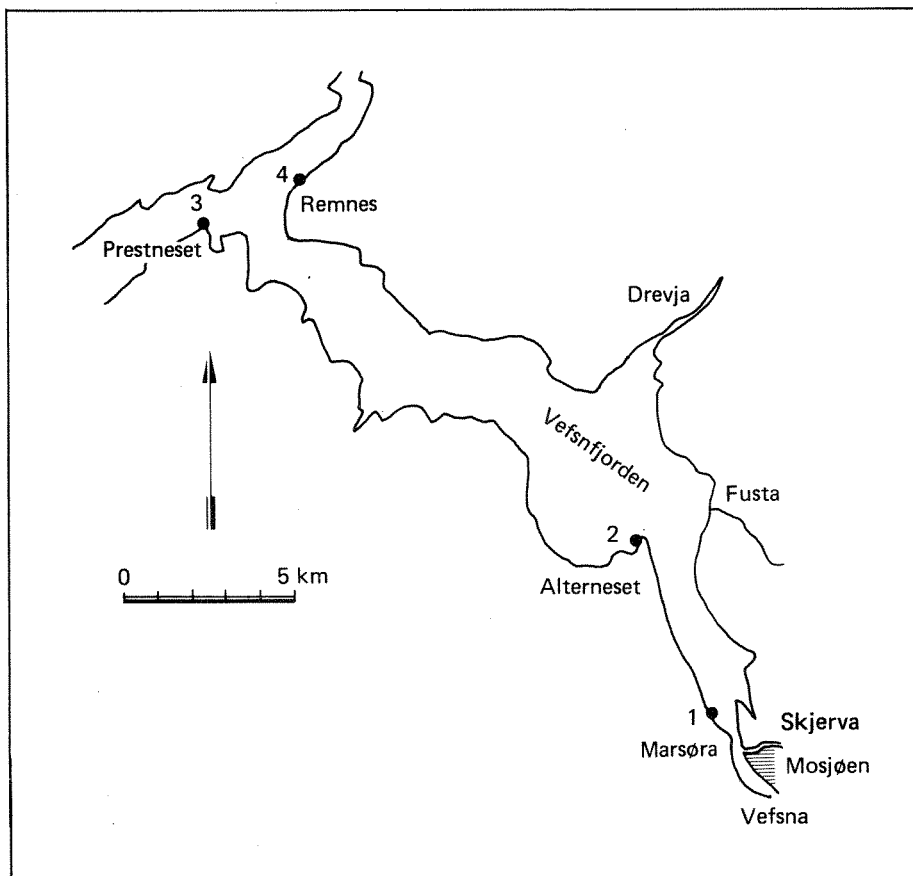 4
Remnes
3
Prestneset
Drevja
Vefsnfjorden
Fusta
2
Alterneset
0 5 km
1
Marsøra
Skjerva
Mosjøen
Vefsna